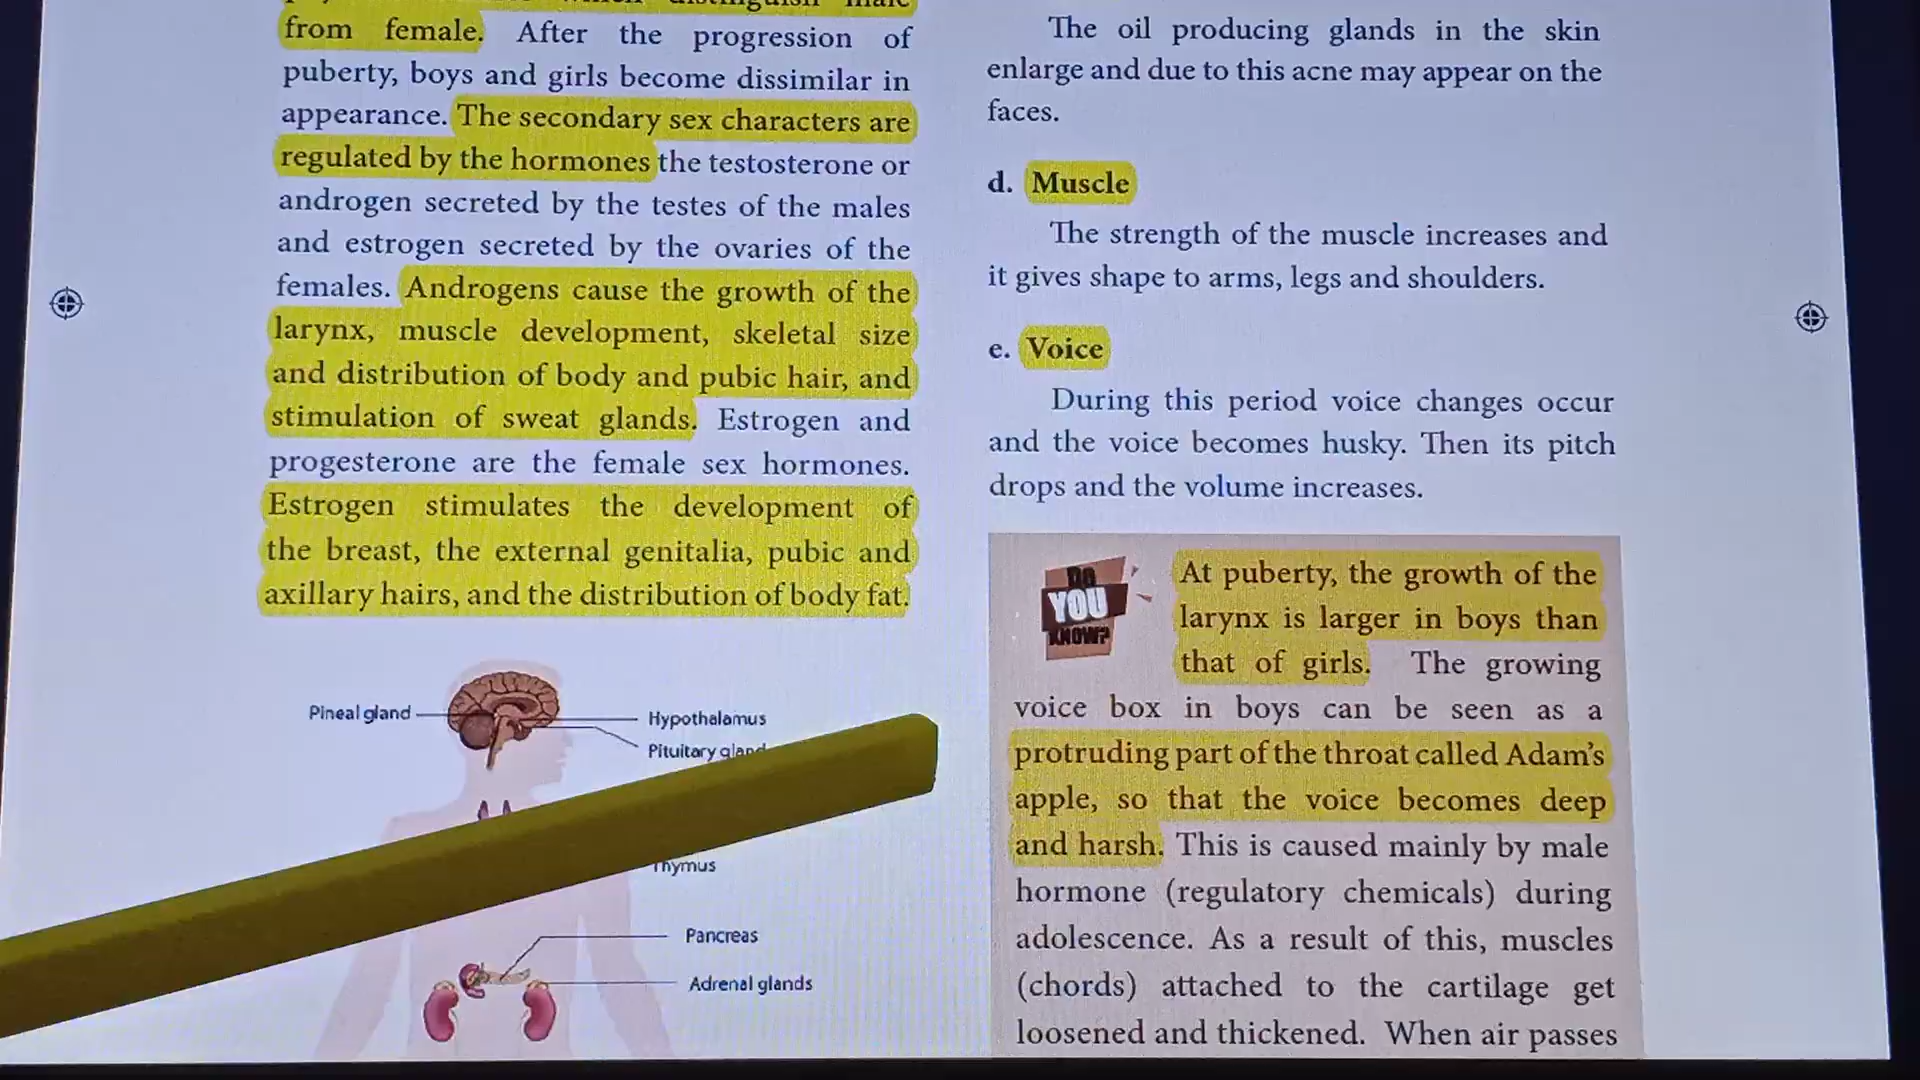 from female. After the progression of
puberty, boys and girls become dissimilar in
appearance. The secondary sex characters are
regulated by the hormones the testosterone or
androgen secreted by the testes of the males
and estrogen secreted by the ovaries of the
females. Androgens cause the growth of the
larynx, muscle development, skeletal size
and distribution of body and pubic hair, and
stimulation of sweat glands. Estrogen and
progesterone are the female sex hormones.
Estrogen stimulates the development of
the breast, the external genitalia, pubic and
axillary hairs, and the distribution of body fat.
Pineal gland
Hypothalamus
Pituitary gland
Thymus
Pancreas
Adrenal glands
The oil producing glands in the skin
enlarge and due to this acne may appear on the
faces.
d. Muscle
The strength of the muscle increases and
it gives shape to arms, legs and shoulders.
e. Voice
During this period voice changes occur
and the voice becomes husky. Then its pitch
drops and the volume increases.
DO
YOU
KNOW?
At puberty, the growth of the
larynx is larger in boys than
that of girls. The growing
voice box in boys can be seen as a
protruding part of the throat called Adam's
apple, so that the voice becomes deep
and harsh. This is caused mainly by male
hormone (regulatory chemicals) during
adolescence. As a result of this, muscles
(chords) attached to the cartilage get
loosened and thickened. When air passes